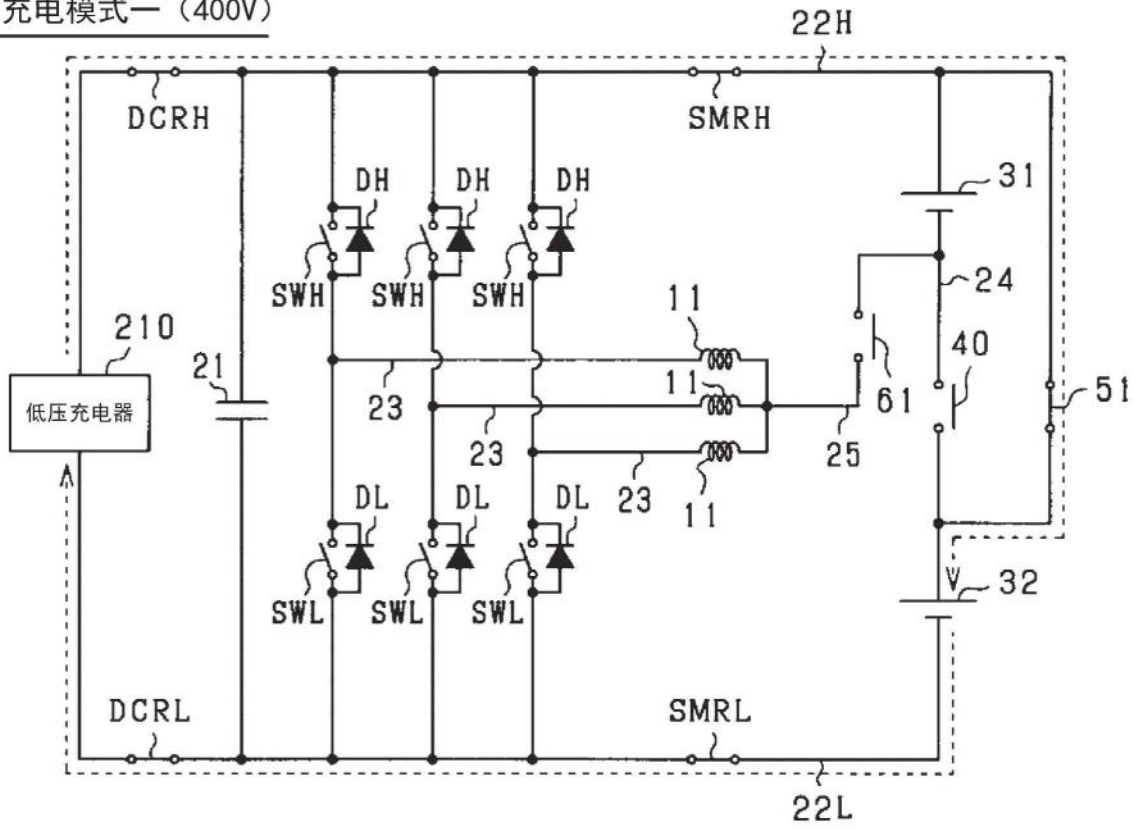 充电模式一（400V）
22H
DCRH
SMRH
DH
DH
DH
31
SWH
SWH
SWH
24
210
21
11
40
低压充电器
23
11
61
51
23
25
23
11
DL
DL
DL
32
SWL
SWL
SWL
DCRL
SMRL
22L